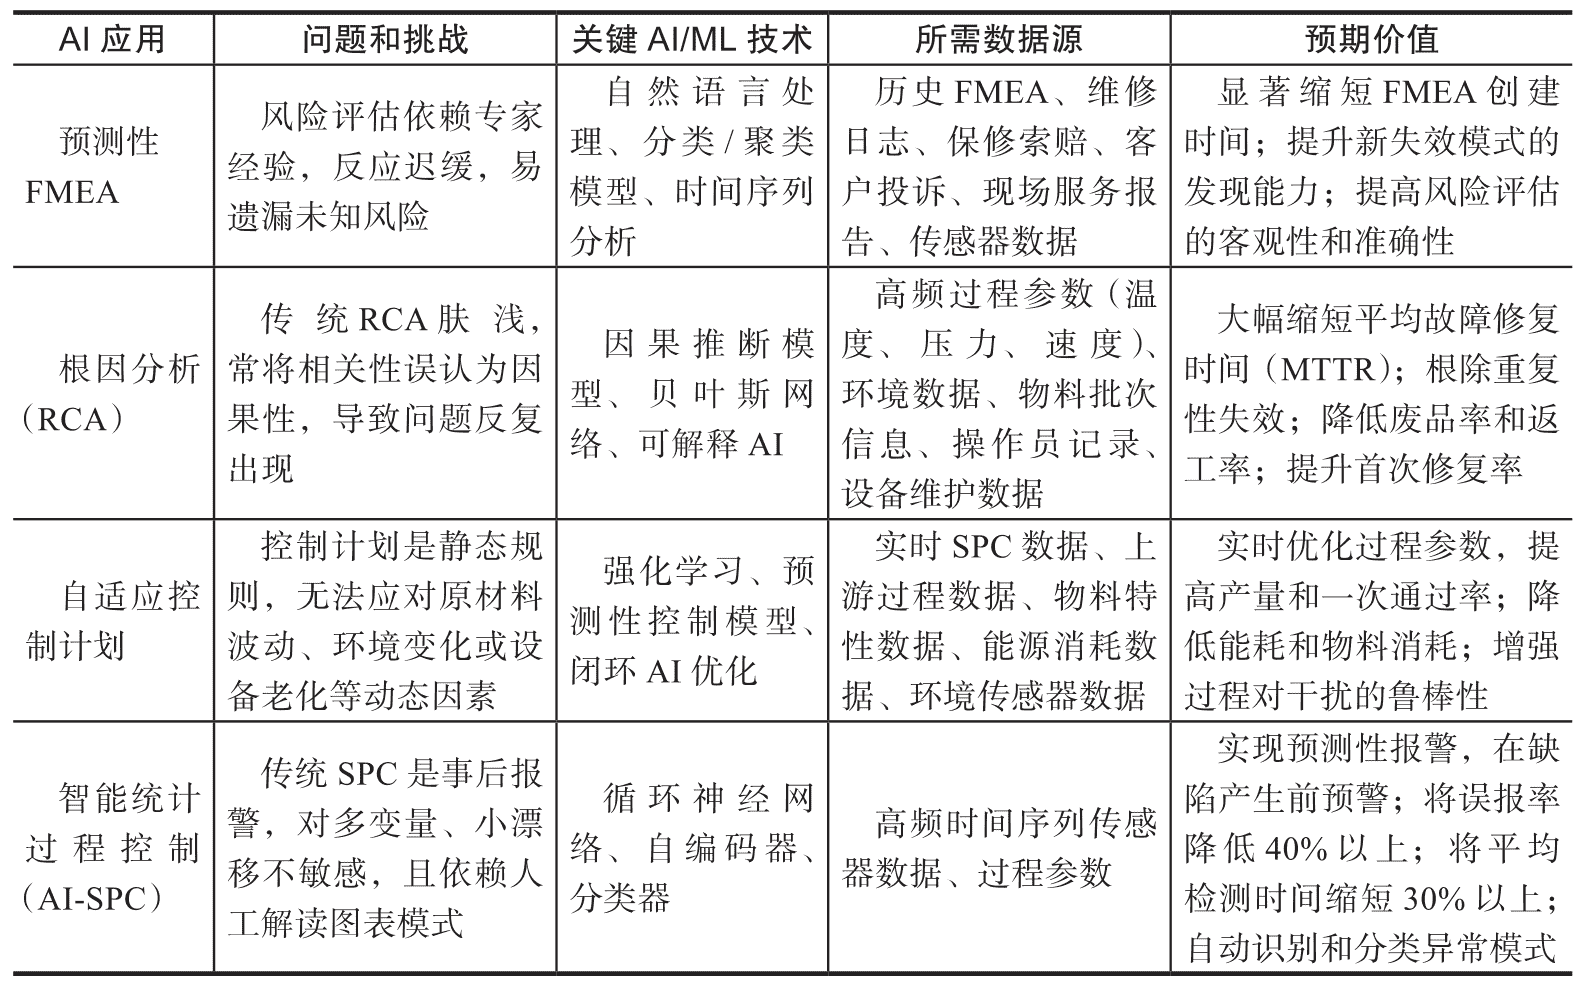 AI 应用
问题和挑战
关键 AI/ML 技术
所需数据源
预期价值
预测性
FMEA
风险评估依赖专家
经验，反应迟缓，易
遗漏未知风险
自然语言处
理、分类/聚类
模型、时间序列
分析
历史 FMEA、维修
日志、保修索赔、客
户投诉、现场服务报
告、传感器数据
显著缩短 FMEA 创建
时间；提升新失效模式的
发现能力；提高风险评估
的客观性和准确性
根因分析
（RCA）
传统 RCA 肤浅，
常将相关性误认为因
果性，导致问题反复
出现
因果推断模
型、贝叶斯网
络、可解释 AI
高频过程参数（温
度、压力、速度）、
环境数据、物料批次
信息、操作员记录、
设备维护数据
大幅缩短平均故障修复
时间（MTTR）；根除重复
性失效；降低废品率和返
工率；提升首次修复率
自适应控
制计划
控制计划是静态规
则，无法应对原材料
波动、环境变化或设
备老化等动态因素
强化学习、预
测性控制模型、
闭环 AI 优化
实时 SPC 数据、上
游过程数据、物料特
性数据、能源消耗数
据、环境传感器数据
实时优化过程参数，提
高产量和一次通过率；降
低能耗和物料消耗；增强
过程对干扰的鲁棒性
智能统计
过程控制
（AI-SPC）
传统 SPC 是事后报
警，对多变量、小漂
移不敏感，且依赖人
工解读图表模式
循环神经网
络、自编码器、
分类器
高频时间序列传感
器数据、过程参数
实现预测性报警，在缺
陷产生前预警；将误报率
降低 40% 以上；将平均
检测时间缩短 30% 以上；
自动识别和分类异常模式